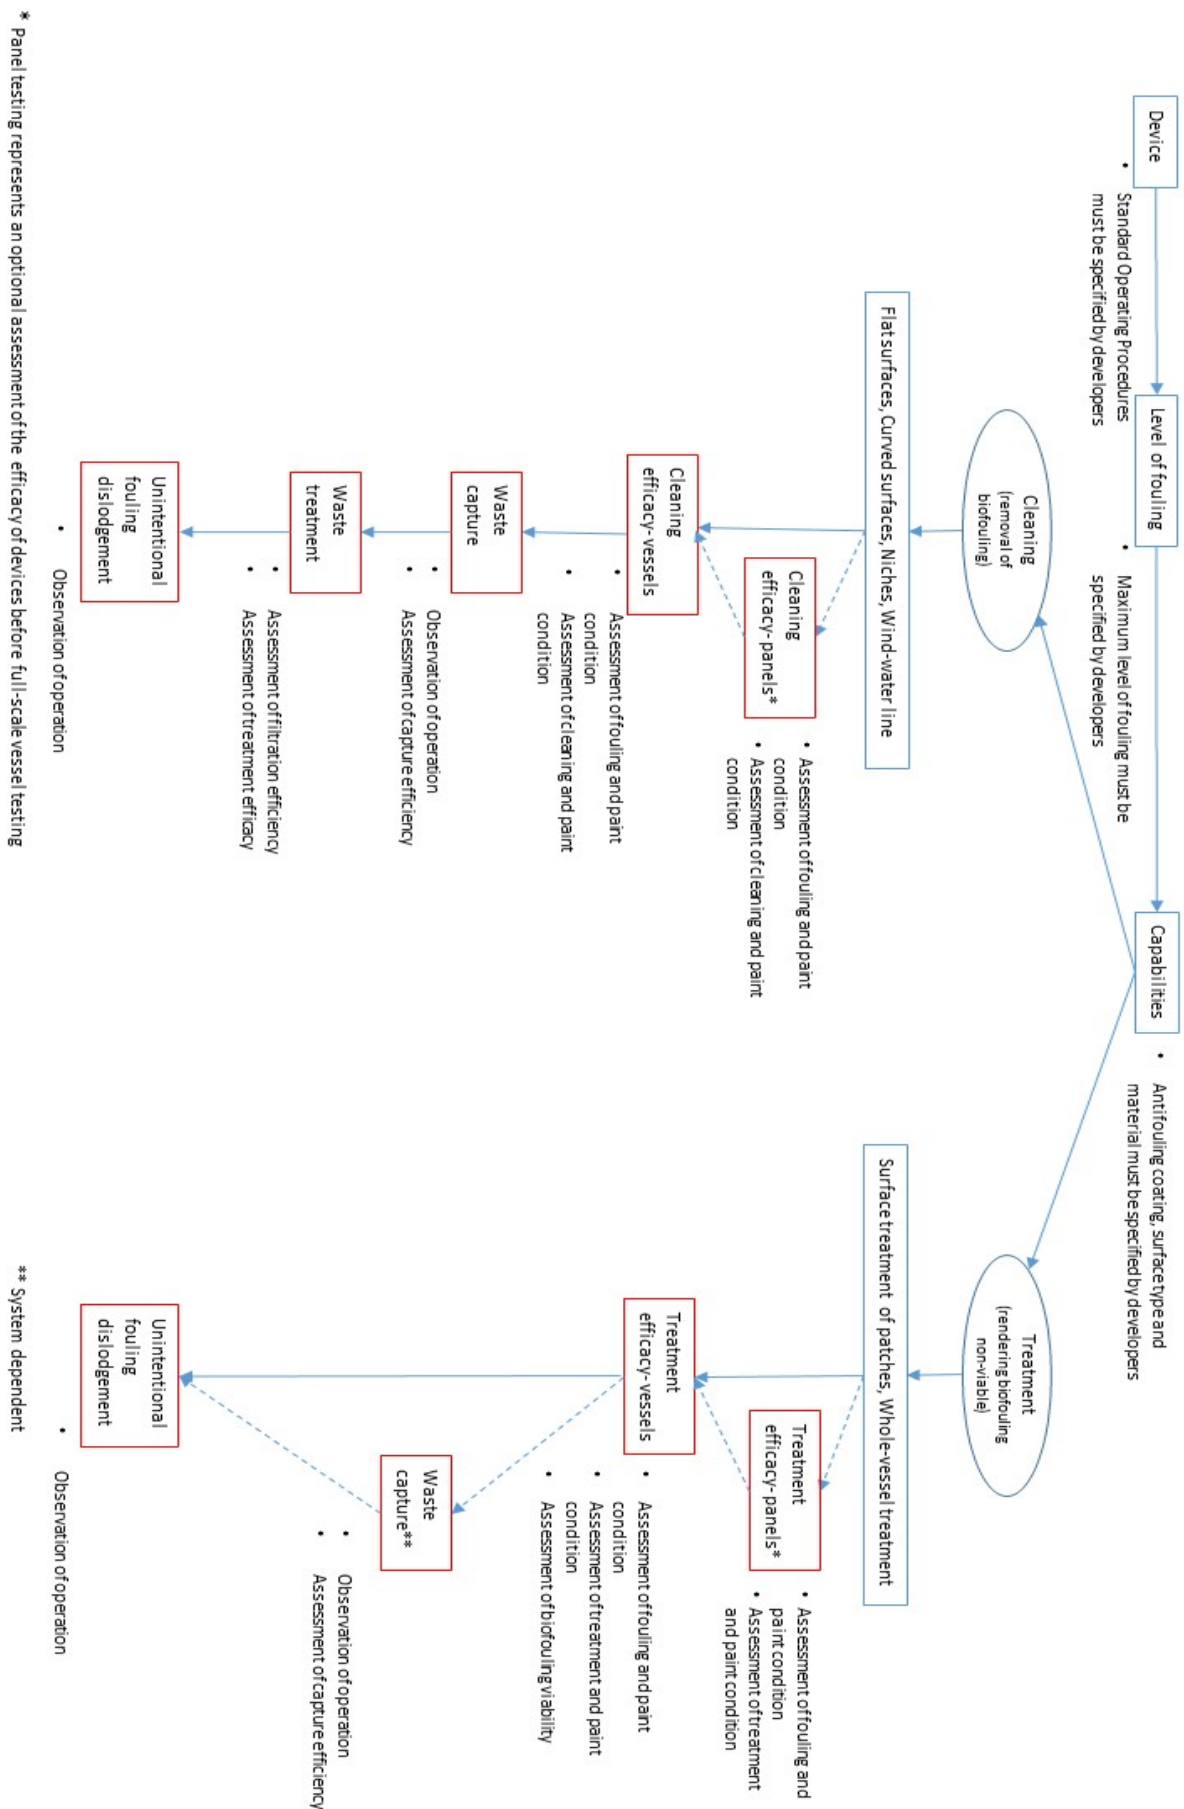 Device
• Standard Operating Procedures
must be specified by developers
Level of fouling
• Maximum level of fouling must be
specified by developers
Capabilities
• Antifouling coating, surface type and
material must be specified by developers
Cleaning
(removal of
biofouling)
Flat surfaces, Curved surfaces, Niches, Wind-water line
Cleaning
efficacy- panels*
• Assessment of fouling and paint
condition
• Assessment of cleaning and paint
condition
Cleaning
efficacy- vessels
• Assessment of fouling and paint
condition
• Assessment of cleaning and paint
condition
Waste
capture
• Observation of operation
• Assessment of capture efficiency
Waste
treatment
• Assessment of filtration efficiency
• Assessment of treatment efficacy
Unintentional
fouling
dislodgement
• Observation of operation
Treatment
(rendering biofouling
non-viable)
Surface treatment of patches, Whole-vessel treatment
Treatment
efficacy- panels*
• Assessment of fouling and
paint condition
• Assessment of treatment
and paint condition
Treatment
efficacy- vessels
• Assessment of fouling and paint
condition
• Assessment of treatment and paint
condition
• Assessment of biofouling viability
Waste
capture**
• Observation of operation
• Assessment of capture efficiency
Unintentional
fouling
dislodgement
• Observation of operation
* Panel testing represents an optional assessment of the efficacy of devices before full-scale vessel testing
** System dependent